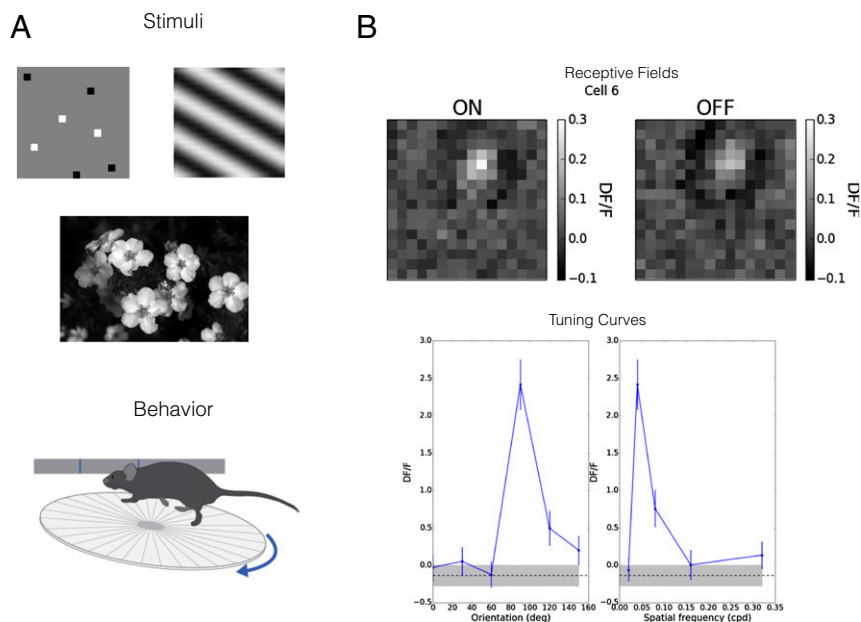 A
Stimuli
Behavior
B
Receptive Fields
Cell 6
ON
OFF
0.3
0.2
0.1
0.0
−0.1
DF/F
0.3
0.2
0.1
0.0
−0.1
DF/F
Tuning Curves
3.0
2.5
2.0
1.5
1.0
0.5
0.0
−0.5
DF/F
0 20 40 60 80 100 120 140 160
Orientation (deg)
3.0
2.5
2.0
1.5
1.0
0.5
0.0
−0.5
DF/F
0.00 0.05 0.10 0.15 0.20 0.25 0.30 0.35
Spatial frequency (cpd)